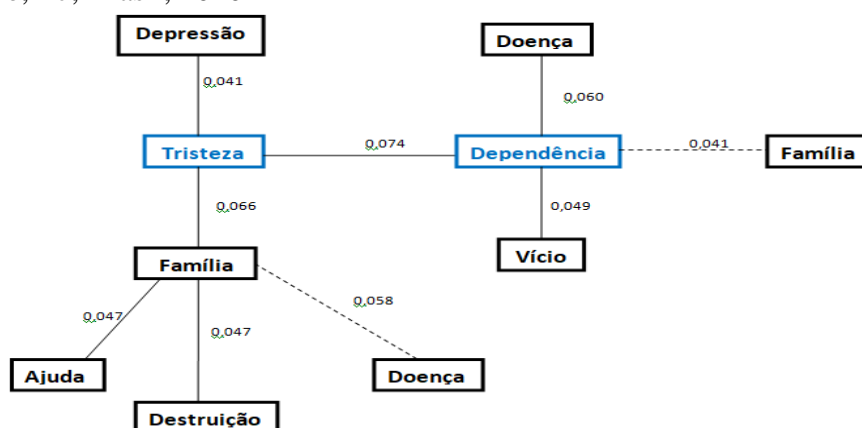 Depressão
Doença
0,041
0,060
Tristeza
0,074
Dependência
0,041
Família
0,066
0,049
Família
Vício
0,047
0,047
0,058
Ajuda
Doença
Destruição